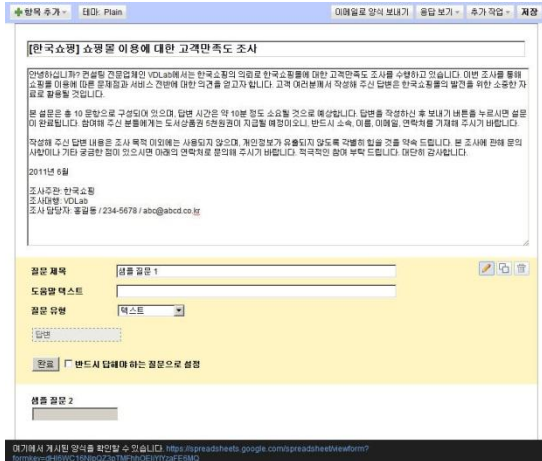 항목 추가 테마: Plain 이메일로 양식 보내기 응답 보기 추가 작업 저장
[한국쇼핑] 쇼핑몰 이용에 대한 고객만족도 조사
안녕하십니까? 컨설팅 전문업체인 VDLab에서는 한국쇼핑의 의뢰로 한국쇼핑몰에 대한 고객만족도 조사를 수행하고 있습니다. 이번 조사를 통해
쇼핑몰 이용에 따른 문제점과 서비스 전반에 대한 의견을 얻고자 합니다. 고객 여러분께서 작성해 주신 답변은 한국쇼핑몰의 발전을 위한 소중한 자
료로 활용될 것입니다.
본 설문은 총 10 문항으로 구성되어 있으며, 답변 시간은 약 10분 정도 소요될 것으로 예상합니다. 답변을 작성하신 후 보내기 버튼을 누르시면 설문
이 완료됩니다. 참여해 주신 분들에게는 도서상품권 5천원권이 지급될 예정이오니, 반드시 소속, 이름, 이메일, 연락처를 기재해 주시기 바랍니다.
작성해 주신 답변 내용은 조사 목적 이외에는 사용되지 않으며, 개인정보가 유출되지 않도록 각별히 힘쓸 것을 약속 드립니다. 본 조사에 관해 문의
사항이나 기타 궁금한 점이 있으시면 아래의 연락처로 문의해 주시기 바랍니다. 적극적인 참여 부탁 드립니다. 대단히 감사합니다.
2011년 6월
조사주관: 한국쇼핑
조사대행: VDLab
조사 담당자: 홍길동 / 234-5678 / abc@abcd.co.kr
질문 제목 샘플 질문 1
도움말 텍스트
질문 유형 텍스트
답변
완료 반드시 답해야 하는 질문으로 설정
샘플 질문 2
여기에서 게시된 양식을 확인할 수 있습니다. https://spreadsheets.google.com/spreadsheet/viewform?